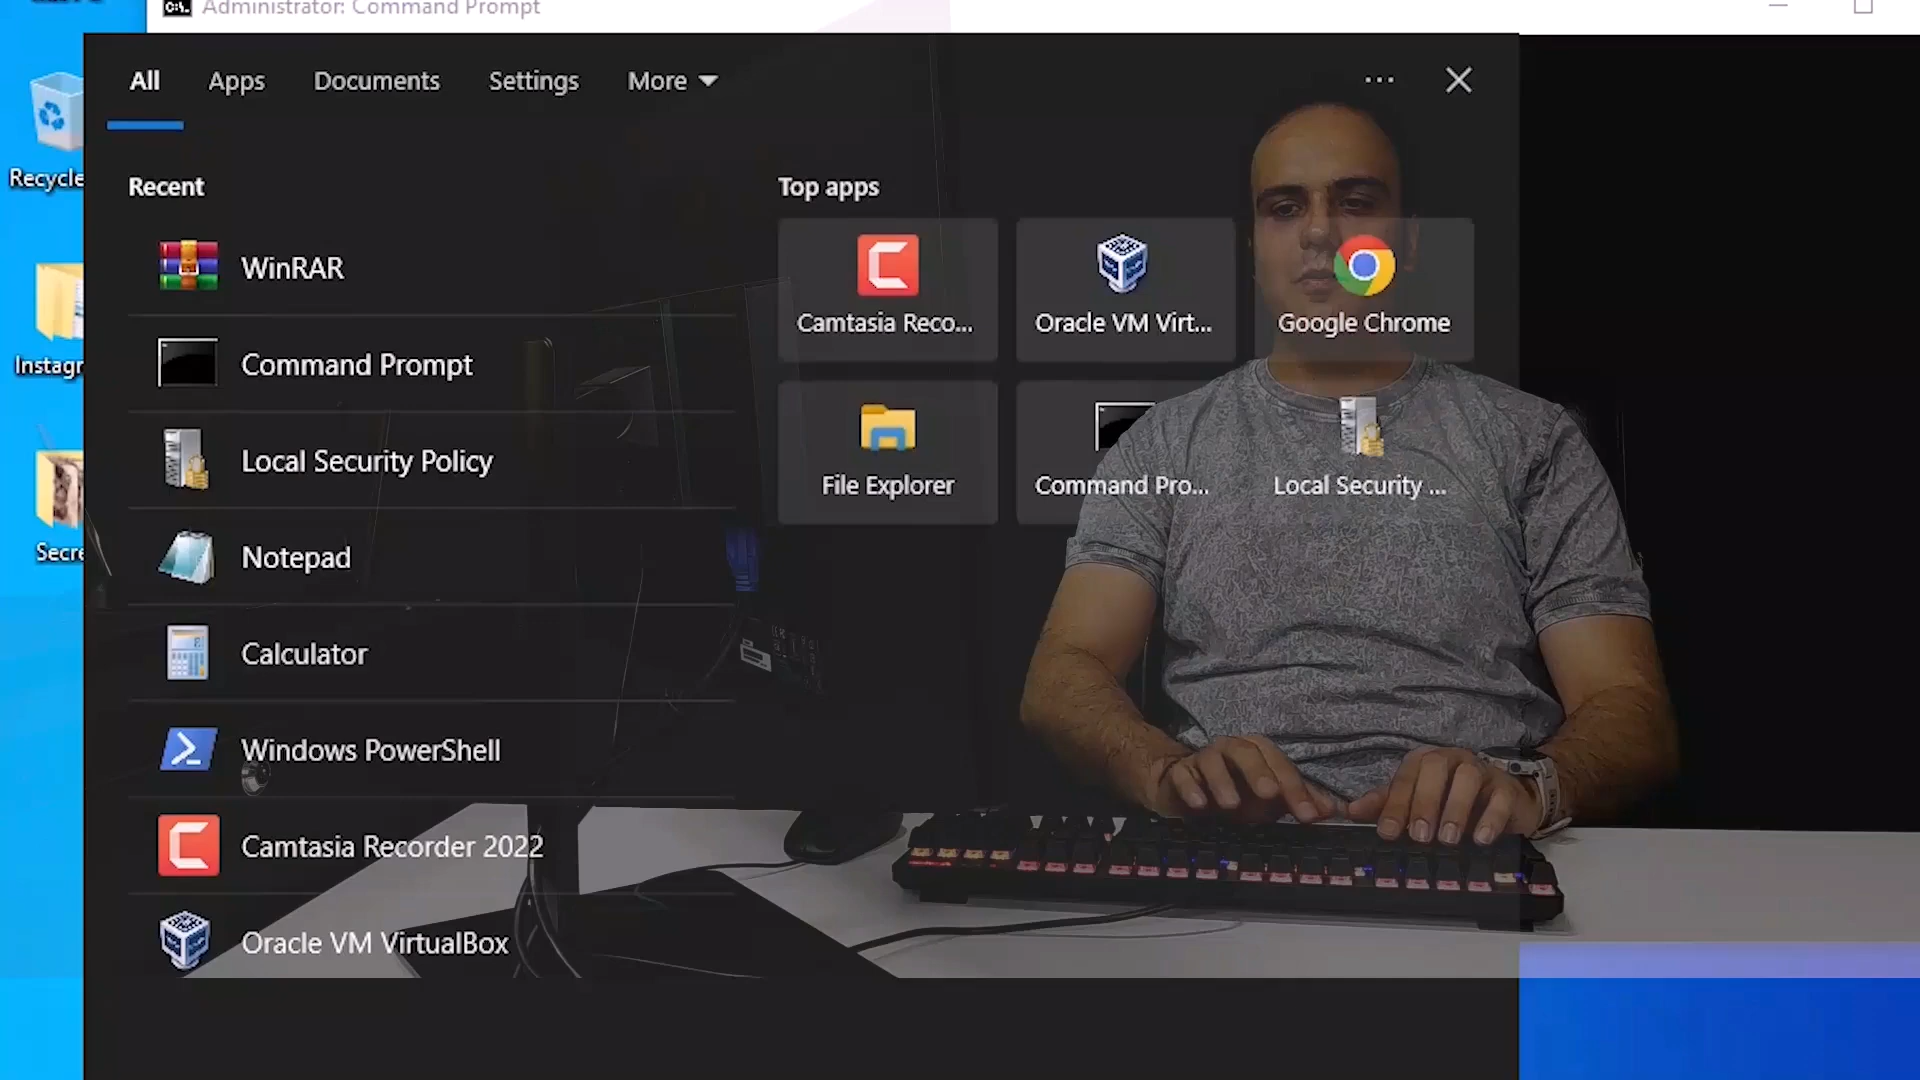 Administrator: Command Prompt
All Apps Documents Settings More
Recycle
Recent
Top apps
WinRAR
Camtasia Reco...
Oracle VM Virt...
Google Chrome
Command Prompt
Instagr
Local Security Policy
File Explorer
Command Pro...
Local Security ...
Secre
Notepad
Calculator
Windows PowerShell
Camtasia Recorder 2022
Oracle VM VirtualBox